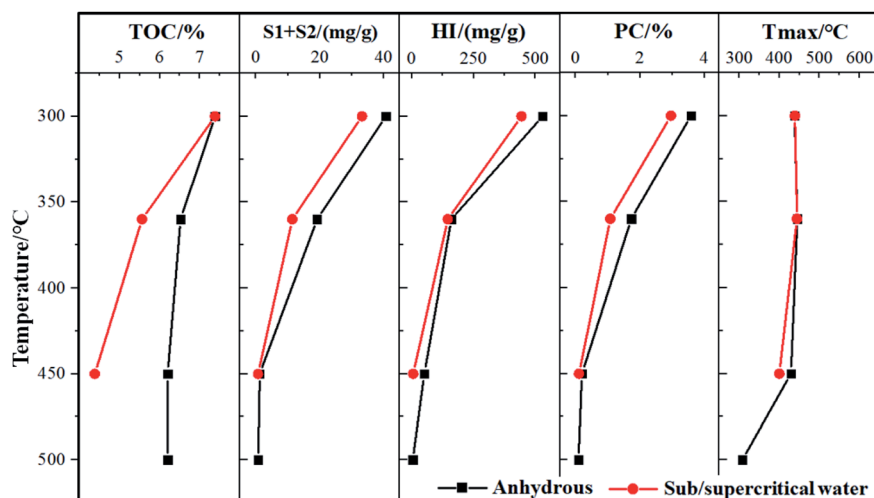 TOC/% S1+S2/(mg/g) HI/(mg/g) PC/% Tmax/°C
5 6 7 0 20 40 0 250 500 0 2 4 300 400 500 600
300
350
400
450
500
Temperature/°C
Anhydrous Sub/supercritical water